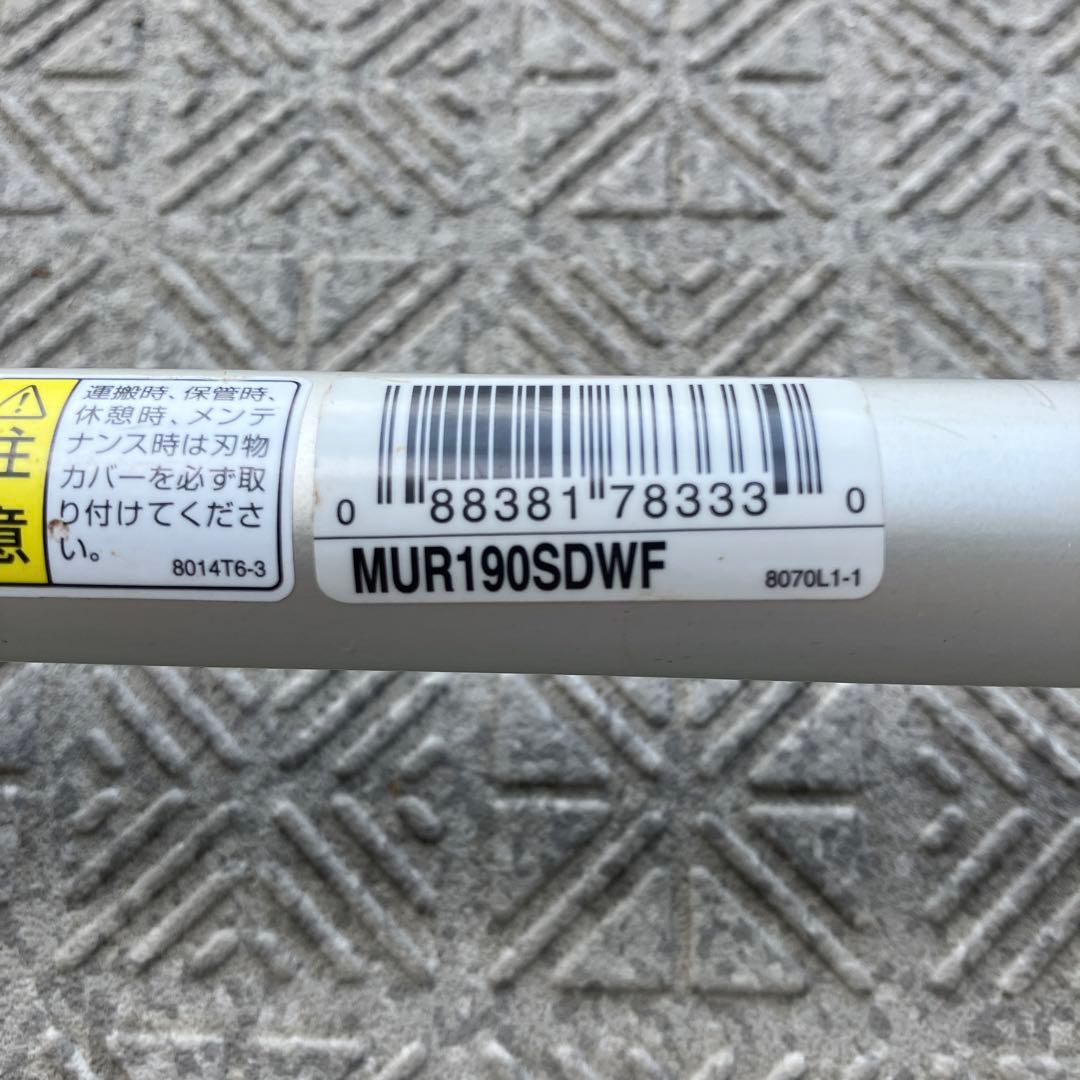 注意
運搬時、保管時、
休憩時、メンテ
ナンス時は刃物
カバーを必ず取
り付けてくださ
い。
8014T6-3
0 88381 78333 0
MUR190SDWF
8070L1-1